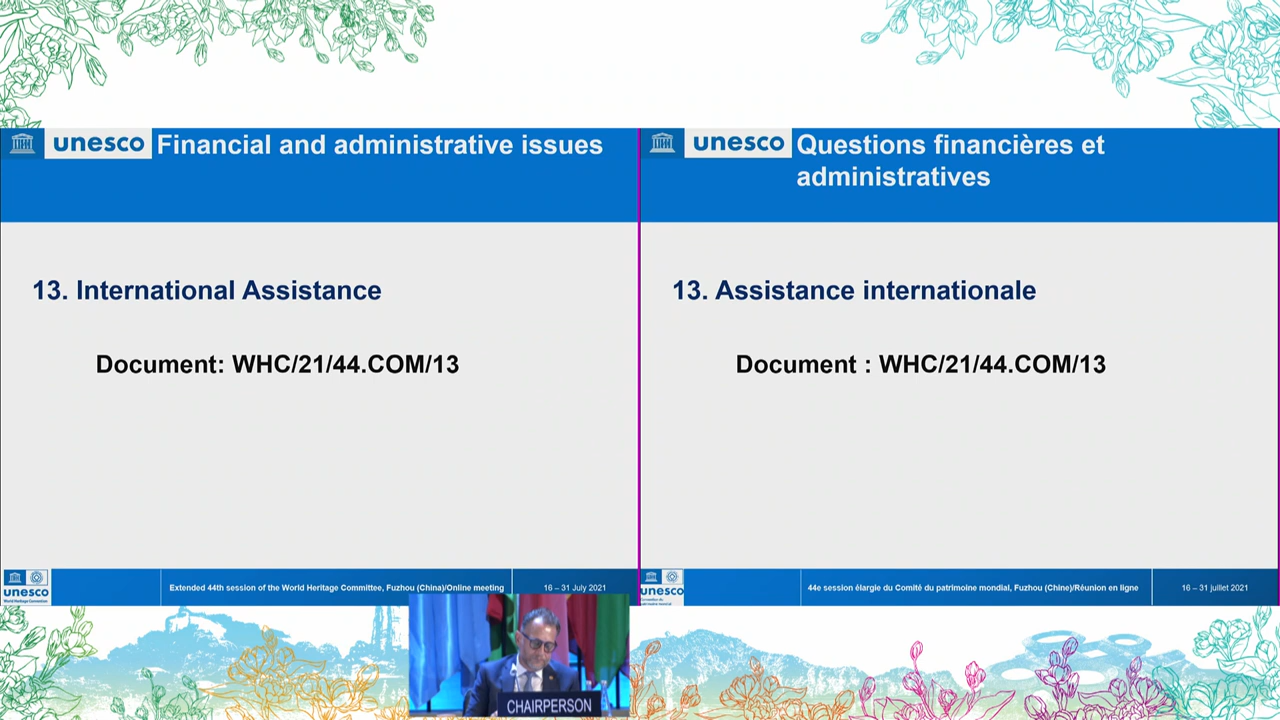 unesco
Financial and administrative issues
13. International Assistance
Document: WHC/21/44.COM/13
unesco
World Heritage Convention
Extended 44th session of the World Heritage Committee, Fuzhou (China)/Online meeting
16 – 31 July 2021
unesco
Questions financières et
administratives
13. Assistance internationale
Document : WHC/21/44.COM/13
unesco
44e session élargie du Comité du patrimoine mondial, Fuzhou (Chine)/Réunion en ligne
16 – 31 juillet 2021
CHAIRPERSON